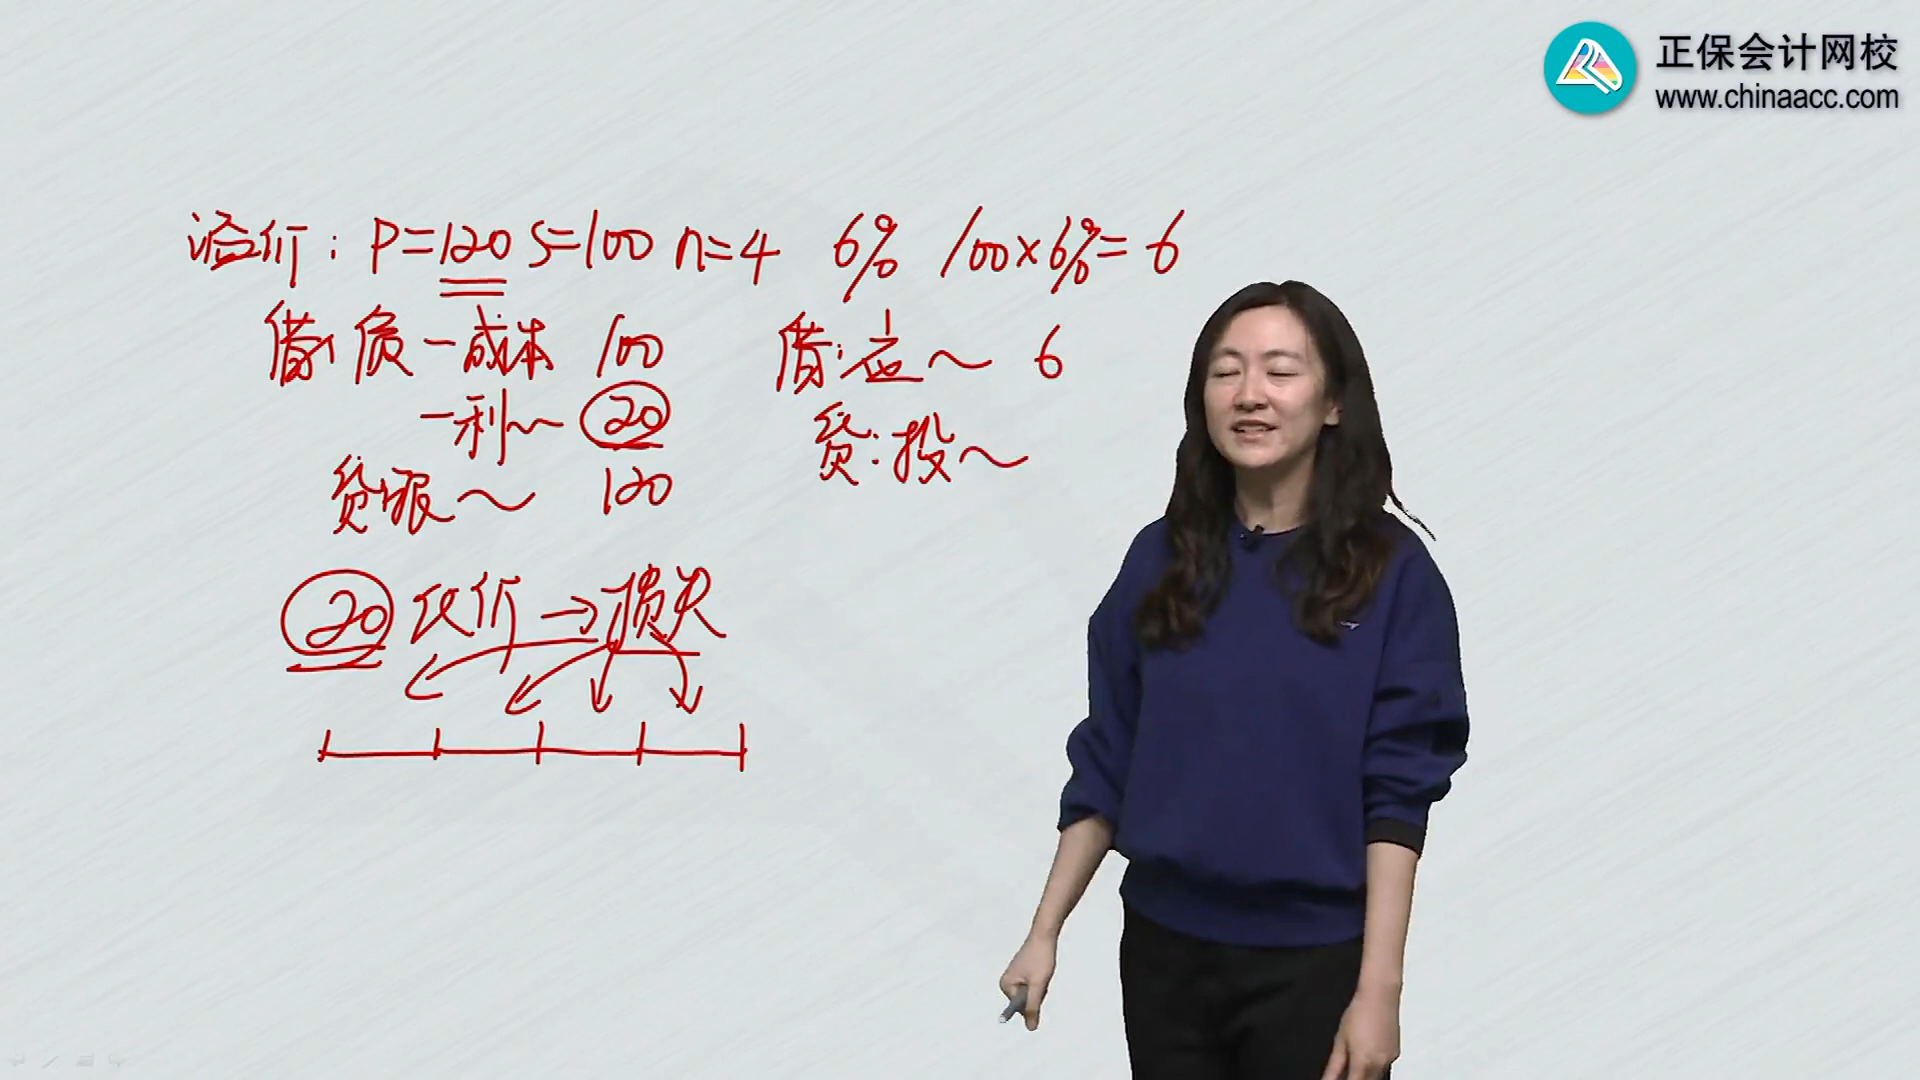 正保会计网校
www.chinaacc.com
溢价：P=120 S=100 n=4 6% 100×6%=6
借：债－成本 100
－利～ 20
贷：银～ 120
借：应～ 6
贷：投～
20 代价→损失